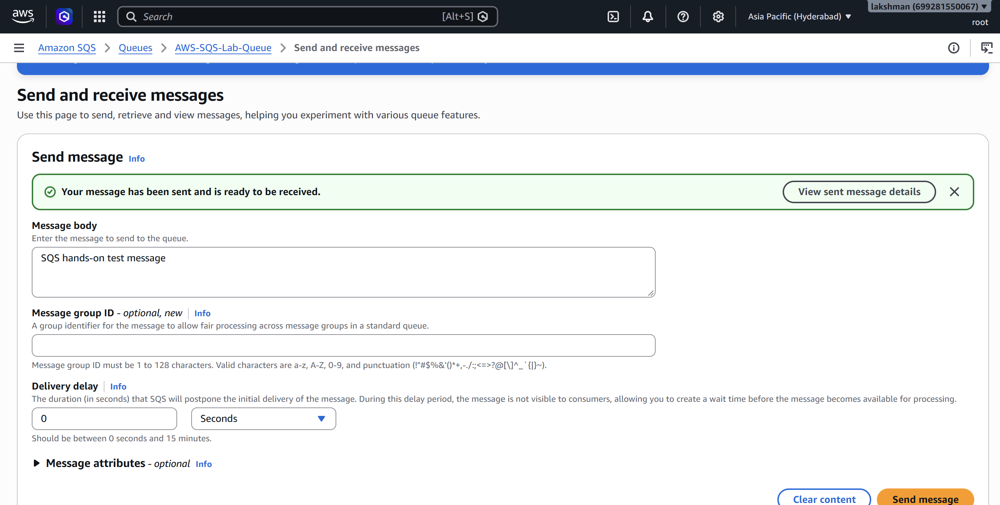 aws
Search [Alt+S]
Asia Pacific (Hyderabad)
lakshman (699281550067)
root
Amazon SQS > Queues > AWS-SQS-Lab-Queue > Send and receive messages
Send and receive messages
Use this page to send, retrieve and view messages, helping you experiment with various queue features.
Send message Info
Your message has been sent and is ready to be received.
View sent message details
Message body
Enter the message to send to the queue.
SQS hands-on test message
Message group ID - optional, new Info
A group identifier for the message to allow fair processing across message groups in a standard queue.
Message group ID must be 1 to 128 characters. Valid characters are a-z, A-Z, 0-9, and punctuation (!"#$%&'()*+,-./:;<=>?@[\]^_`{|}~).
Delivery delay Info
The duration (in seconds) that SQS will postpone the initial delivery of the message. During this delay period, the message is not visible to consumers, allowing you to create a wait time before the message becomes available for processing.
0 Seconds
Should be between 0 seconds and 15 minutes.
Message attributes - optional Info
Clear content
Send message